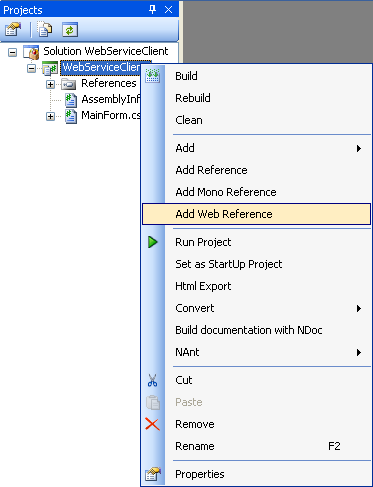 Projects
Solution WebServiceClient
WebServiceClien
References
AssemblyInf
MainForm.cs
Build
Rebuild
Clean
Add
Add Reference
Add Mono Reference
Add Web Reference
Run Project
Set as StartUp Project
Html Export
Convert
Build documentation with NDoc
NAnt
Cut
Paste
Remove
Rename F2
Properties